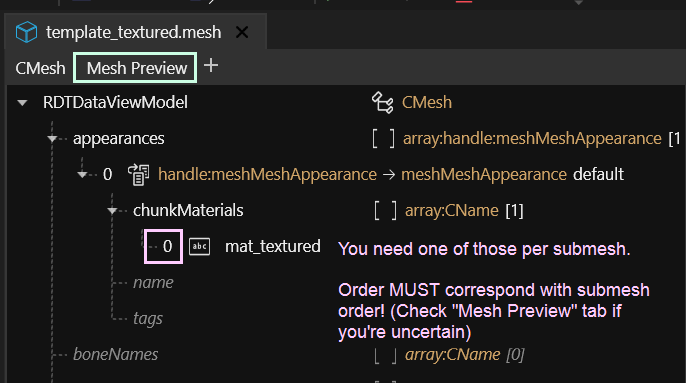 template_textured.mesh
CMesh Mesh Preview
RDTDataViewModel CMesh
appearances [ ] array:handle:meshMeshAppearance [1
0 handle:meshMeshAppearance → meshMeshAppearance default
chunkMaterials [ ] array:CName [1]
0 abc mat_textured You need one of those per submesh.
name Order MUST correspond with submesh
tags order! (Check "Mesh Preview" tab if
you're uncertain)
boneNames [ ] array:CName [0]